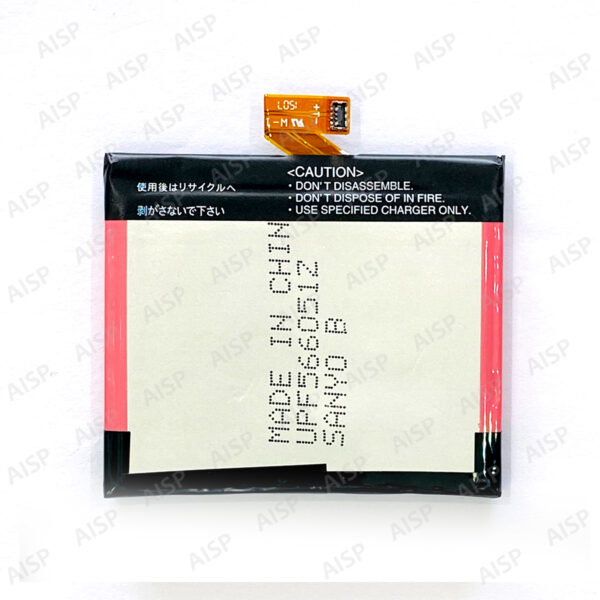 LOSI
+
-
-M
<CAUTION>
使用後はリサイクルへ
・DON'T DISASSEMBLE.
・DON'T DISPOSE OF IN FIRE.
剥がさないで下さい
・USE SPECIFIED CHARGER ONLY.
MADE IN CHIN
UPF566051Z
SANYO B
AISP